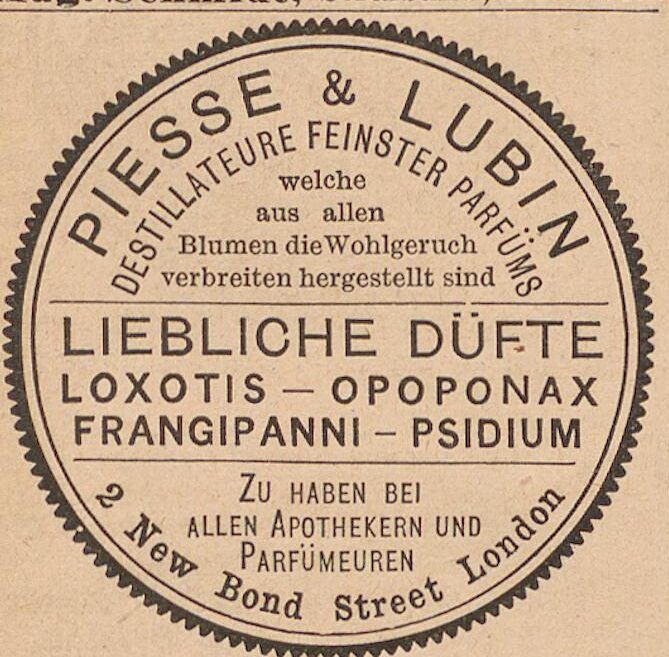 PIESSE & LUBIN
DESTILLATEURE FEINSTER PARFÜMS
welche
aus allen
Blumen die Wohlgeruch
verbreiten hergestellt sind
LIEBLICHE DÜFTE
LOXOTIS — OPOPONAX
FRANGIPANNI — PSIDIUM
ZU HABEN BEI
ALLEN APOTHEKERN UND
PARFÜMEUREN
2 New Bond Street London